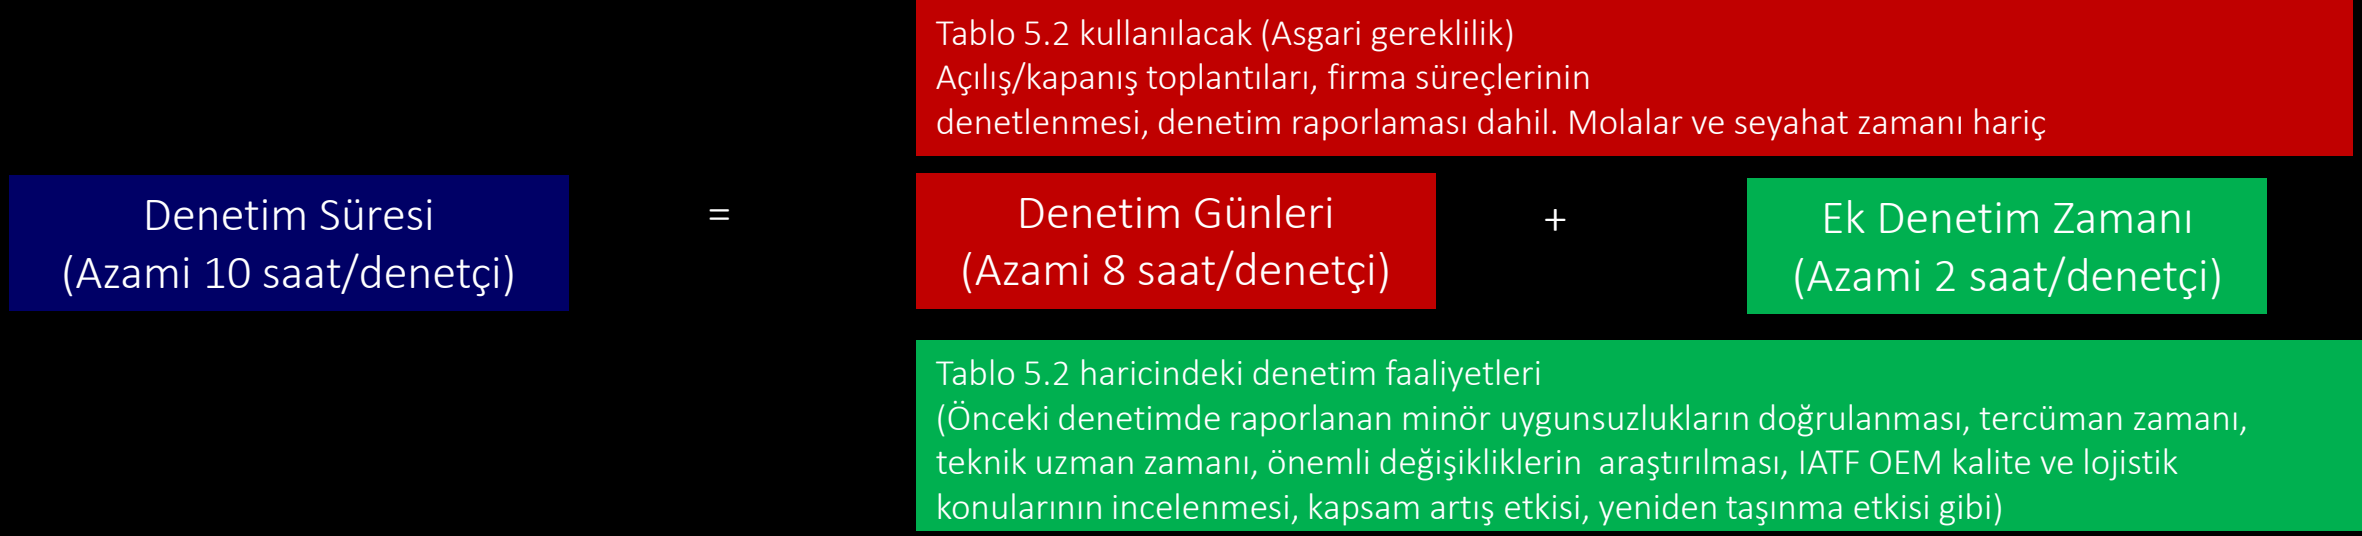 Tablo 5.2 kullanılacak (Asgari gereklilik)
Açılış/kapanış toplantıları, firma süreçlerinin
denetlenmesi, denetim raporlaması dahil. Molalar ve seyahat zamanı hariç
Denetim Süresi
(Azami 10 saat/denetçi)
=
Denetim Günleri
(Azami 8 saat/denetçi)
+
Ek Denetim Zamanı
(Azami 2 saat/denetçi)
Tablo 5.2 haricindeki denetim faaliyetleri
(Önceki denetimde raporlanan minör uygunsuzlukların doğrulanması, tercüman zamanı,
teknik uzman zamanı, önemli değişikliklerin araştırılması, IATF OEM kalite ve lojistik
konularının incelenmesi, kapsam artış etkisi, yeniden taşınma etkisi gibi)